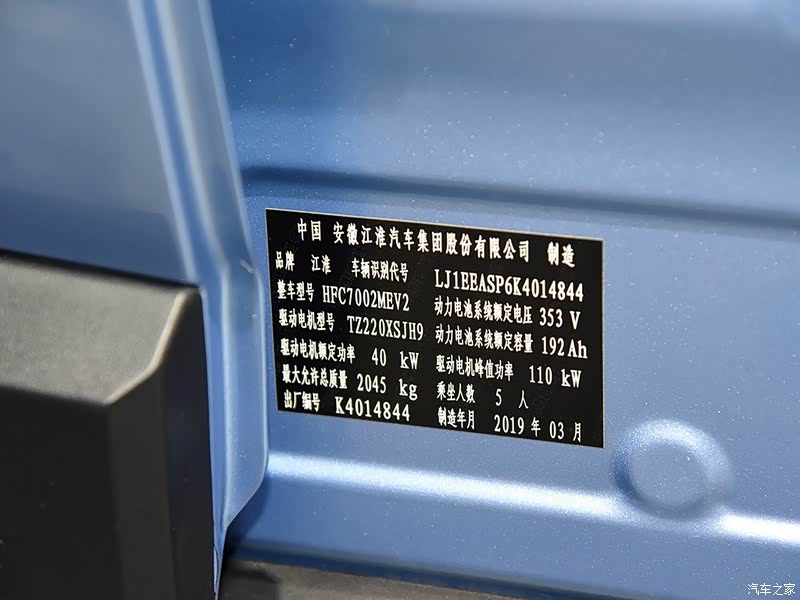 中国 安徽江淮汽车集团股份有限公司 制造
品牌 江淮 车辆识别代号 LJ1EEASP6K4014844
整车型号 HFC7002MEV2 动力电池系统额定电压 353 V
驱动电机型号 TZ220XSJH9 动力电池系统额定容量 192Ah
驱动电机额定功率 40 kW 驱动电机峰值功率 110 kW
最大允许总质量 2045 kg 乘坐人数 5 人
出厂编号 K4014844 制造年月 2019 年 03 月
汽车之家